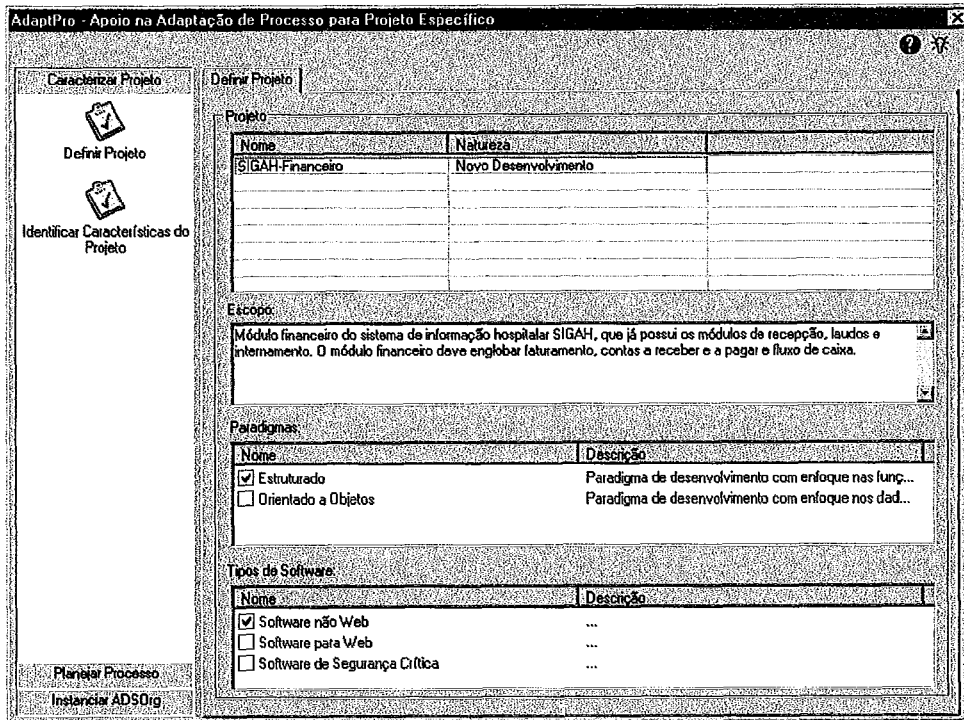 AdaptPro - Apoio na Adaptação de Processo para Projeto Específico
Caracterizar Projeto
Definir Projeto
Identificar Características do
Projeto
Planejar Processo
Instanciar ADSOrg
Definir Projeto
Projeto
Nome Natureza
SIGAH-Financeiro Novo Desenvolvimento
Escopo:
Módulo financeiro do sistema de informação hospitalar SIGAH, que já possui os módulos de recepção, laudos e
internamento. O módulo financeiro deve englobar faturamento, contas a receber e a pagar e fluxo de caixa.
Paradigmas:
Nome Descrição
Estruturado Paradigma de desenvolvimento com enfoque nas funç...
Orientado a Objetos Paradigma de desenvolvimento com enfoque nos dad...
Tipos de Software:
Nome Descrição
Software não Web ...
Software para Web ...
Software de Segurança Crítica ...